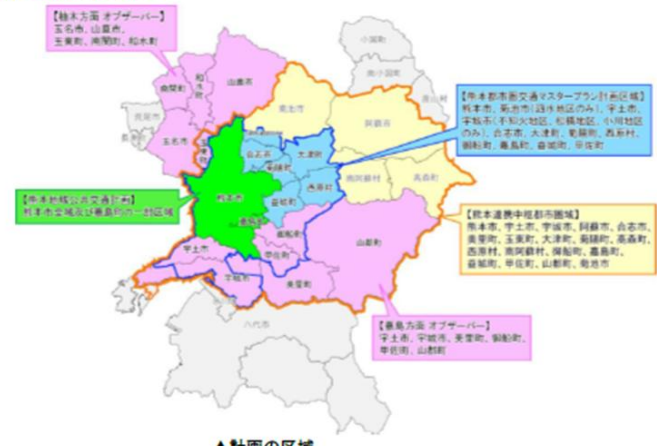 【植木方面 オブザーバー】
玉名市、山鹿市、
玉東町、南関町、和水町
小国町
南小国町
産山村
山鹿市
和水町
南関町
荒尾市
長洲町
玉名市
玉東町
菊池市
阿蘇市
【熊本都市圏交通マスタープラン計画区域】
熊本市、菊池市(泗水地区のみ)、宇土市、
宇城市(不知火地区、松橋地区、小川地区
のみ)、合志市、大津町、菊陽町、西原村、
御船町、嘉島町、益城町、甲佐町
合志市
大津町
菊陽町
西原村
南阿蘇村
高森町
熊本市
益城町
嘉島町
御船町
【熊本地域公共交通計画】
熊本市全域及び嘉島町の一部区域
【熊本連携中枢都市圏域】
熊本市、宇土市、宇城市、阿蘇市、合志市、
美里町、玉東町、大津町、菊陽町、高森町、
西原村、南阿蘇村、御船町、嘉島町、
益城町、甲佐町、山都町、菊池市
山都町
宇土市
甲佐町
宇城市
美里町
八代市
【嘉島方面 オブザーバー】
宇土市、宇城市、美里町、御船町、
甲佐町、山都町
▲計画の区域